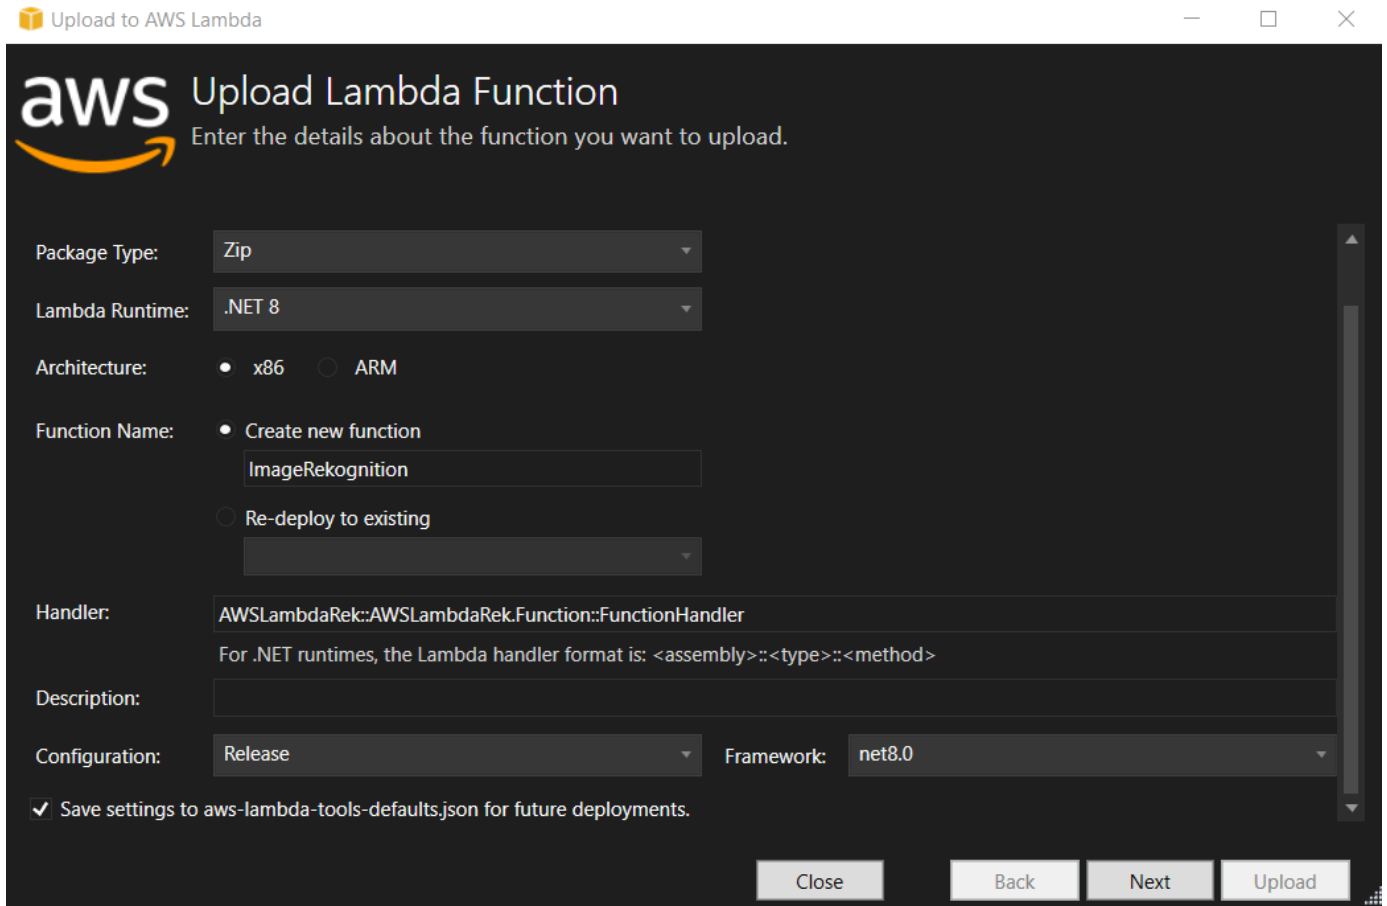 Upload to AWS Lambda
aws
Upload Lambda Function
Enter the details about the function you want to upload.
Package Type: Zip
Lambda Runtime: .NET 8
Architecture: x86 ARM
Function Name: Create new function
ImageRekognition
Re-deploy to existing
Handler: AWSLambdaRek::AWSLambdaRek.Function::FunctionHandler
For .NET runtimes, the Lambda handler format is: <assembly>::<type>::<method>
Description:
Configuration: Release Framework: net8.0
Save settings to aws-lambda-tools-defaults.json for future deployments.
Close Back Next Upload